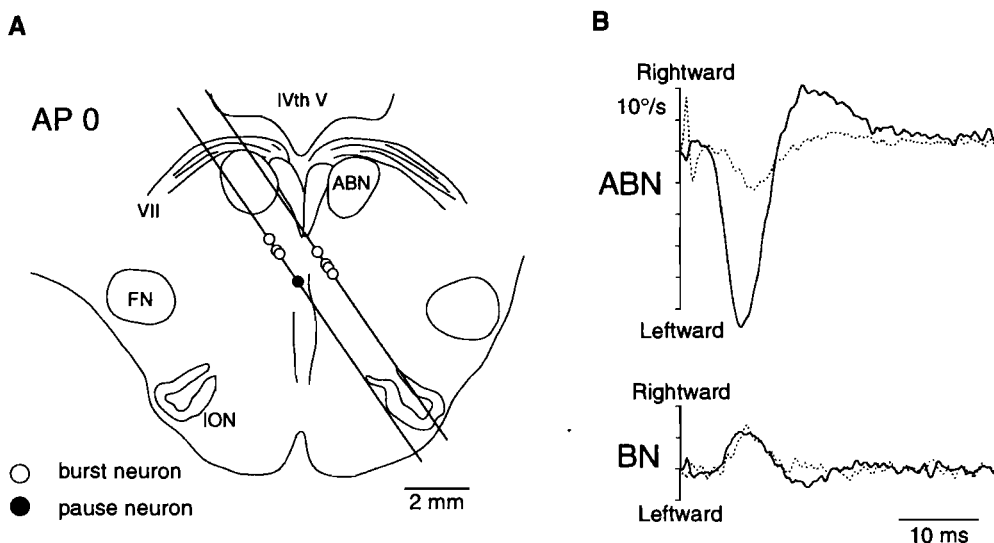 A
AP 0
IVth V
ABN
VII
FN
ION
burst neuron
pause neuron
2 mm
B
Rightward
10°/s
ABN
Leftward
Rightward
BN
Leftward
10 ms